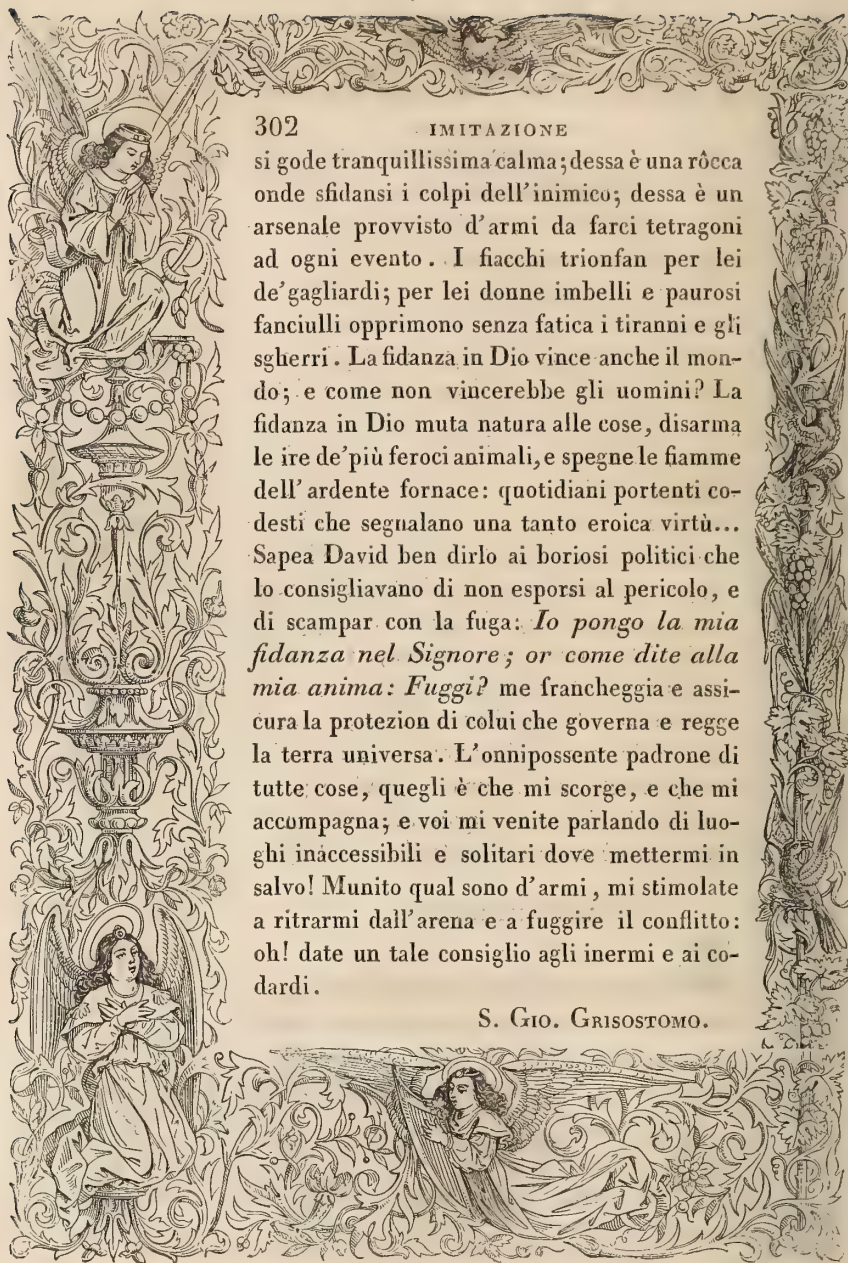 302 IMITAZIONE
si gode tranquillissima calma; dessa è una rôcca
onde sfidansi i colpi dell'inimico; dessa è un
arsenale provvisto d'armi da farci tetragoni
ad ogni evento. I fiacchi trionfan per lei
de'gagliardi; per lei donne imbelli e paurosi
fanciulli opprimono senza fatica i tiranni e gli
sgherri. La fidanza in Dio vince anche il mon-
do; e come non vincerebbe gli uomini? La
fidanza in Dio muta natura alle cose, disarma
le ire de'più feroci animali, e spegne le fiamme
dell'ardente fornace: quotidiani portenti co-
desti che segnalano una tanto eroica virtù...
Sapea David ben dirlo ai boriosi politici che
lo consigliavano di non esporsi al pericolo, e
di scampar con la fuga: Io pongo la mia
fidanza nel Signore; or come dite alla
mia anima: Fuggi? me francheggia e assi-
cura la protezion di colui che governa e regge
la terra universa. L'onnipossente padrone di
tutte cose, quegli è che mi scorge, e che mi
accompagna; e voi mi venite parlando di luo-
ghi inaccessibili e solitari dove mettermi in
salvo! Munito qual sono d'armi, mi stimolate
a ritrarmi dall'arena e a fuggire il conflitto:
oh! date un tale consiglio agli inermi e ai co-
dardi.
S. GIO. GRISOSTOMO.